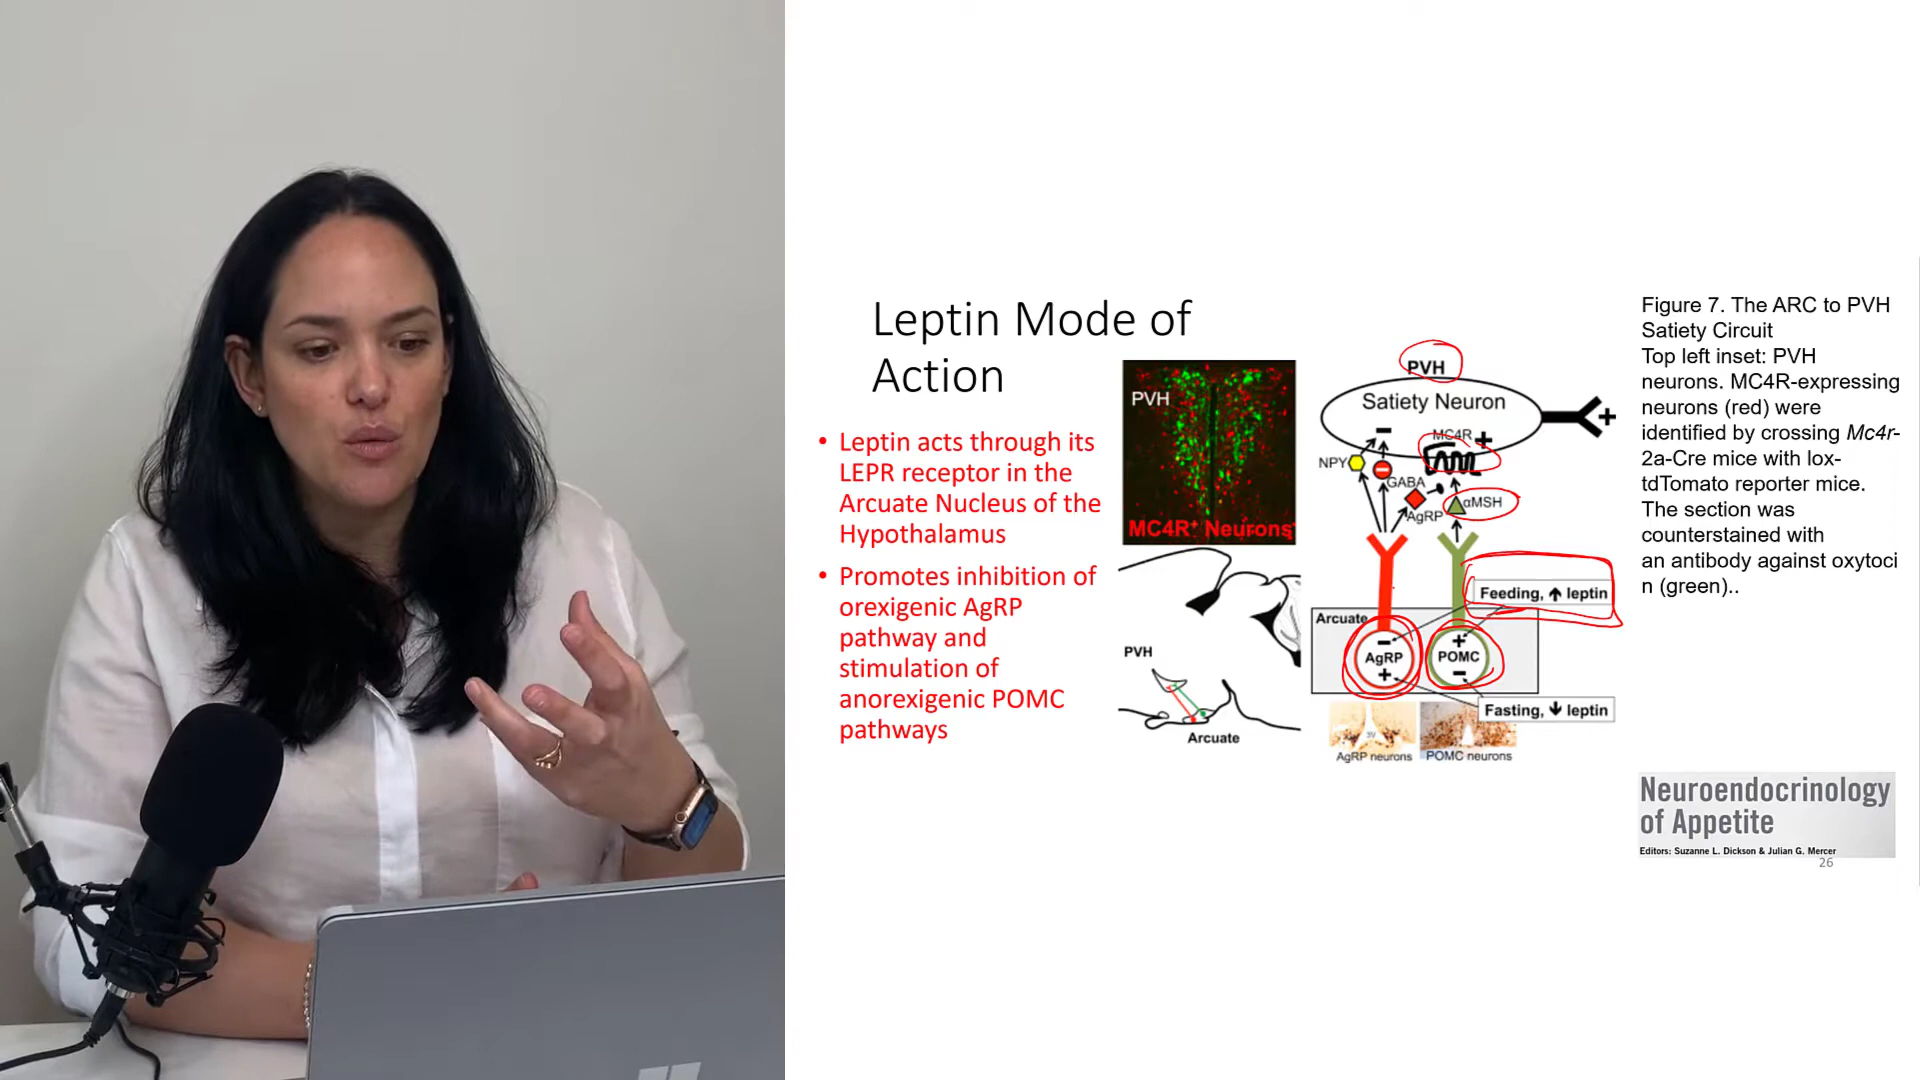 Leptin Mode of
Action
• Leptin acts through its
LEPR receptor in the
Arcuate Nucleus of the
Hypothalamus
• Promotes inhibition of
orexigenic AgRP
pathway and
stimulation of
anorexigenic POMC
pathways
PVH
MC4R+ Neurons
PVH
Arcuate
PVH
Satiety Neuron
+
−
MC4R +
NPY
GABA
AgRP
αMSH
Feeding, ↑ leptin
Arcuate
−
AgRP
+
+
POMC
−
Fasting, ↓ leptin
3V
AgRP neurons
POMC neurons
Figure 7. The ARC to PVH
Satiety Circuit
Top left inset: PVH
neurons. MC4R-expressing
neurons (red) were
identified by crossing Mc4r-
2a-Cre mice with lox-
tdTomato reporter mice.
The section was
counterstained with
an antibody against oxytoci
n (green)..
Neuroendocrinology
of Appetite
Editors: Suzanne L. Dickson & Julian G. Mercer
26